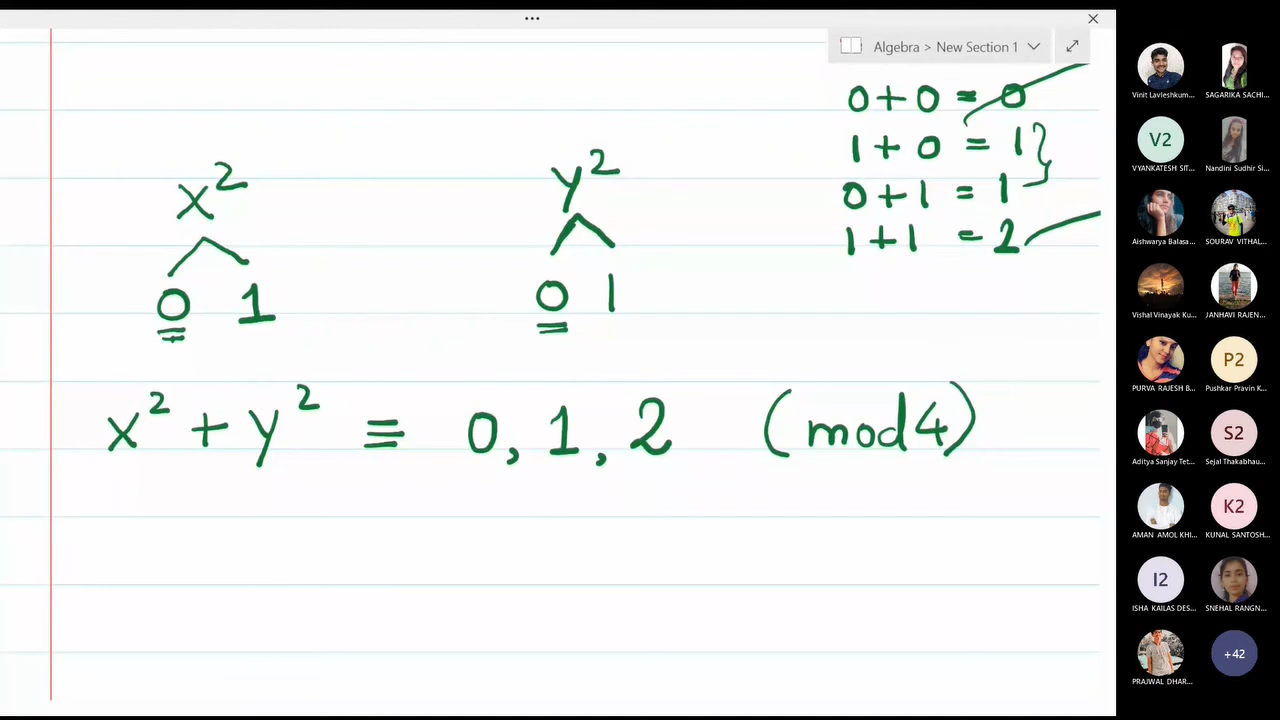 ...
Algebra > New Section 1
0 + 0 = 0
1 + 0 = 1
0 + 1 = 1
1 + 1 = 2
x² y²
0 1 0 1
x² + y² ≡ 0, 1, 2 (mod 4)
Vinit Lavleshkum... SAGARIKA SACHI...
V2
VYANKATESH SIT... Nandini Sudhir Si...
Aishwarya Balasa... SOURAV VITHAL...
Vishal Vinayak Ku... JANHAVI RAJEN...
P2
PURVA RAJESH B... Pushkar Pravin K...
S2
Aditya Sanjay Tet... Sejal Thakabhau...
K2
AMAN AMOL KHI... KUNAL SANTOSH...
I2
ISHA KAILAS DES... SNEHAL RANGN...
+42
PRAJWAL DHAR...